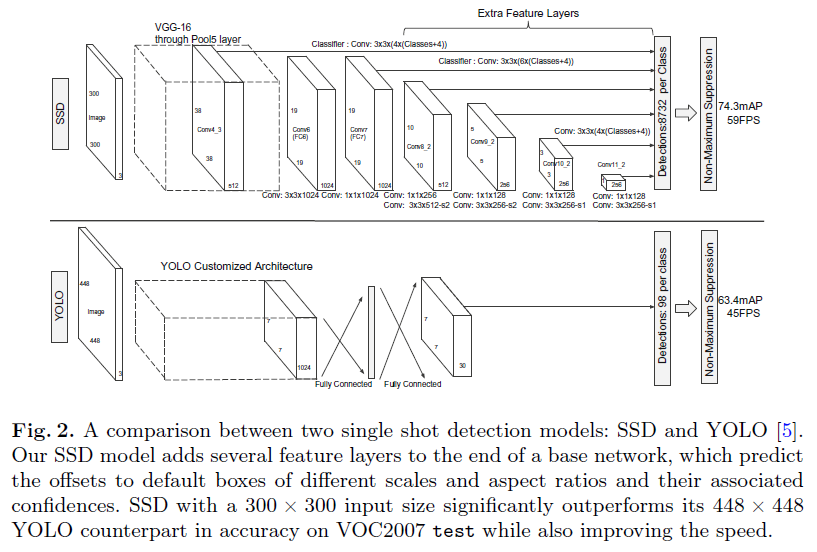 Extra Feature Layers
VGG-16
through Pool5 layer
Classifier : Conv: 3x3x(4x(Classes+4))
Classifier : Conv: 3x3x(6x(Classes+4))
SSD
300
Image
300
3
38
Conv4_3
38
512
19
Conv6
(FC6)
19
1024
19
Conv7
(FC7)
19
1024
10
Conv8_2
10
512
5
Conv9_2
5
256
Conv: 3x3x(4x(Classes+4))
3
Conv10_2
3
256
Conv11_2
1
256
Detections:8732 per Class
Non-Maximum Suppression
74.3mAP
59FPS
Conv: 3x3x1024 Conv: 1x1x1024 Conv: 1x1x256 Conv: 1x1x128 Conv: 1x1x128 Conv: 1x1x128
Conv: 3x3x512-s2 Conv: 3x3x256-s2 Conv: 3x3x256-s1 Conv: 3x3x256-s1
YOLO
448
Image
448
3
YOLO Customized Architecture
7
7
1024
Fully Connected
Fully Connected
7
7
30
Detections: 98 per class
Non-Maximum Suppression
63.4mAP
45FPS
Fig. 2. A comparison between two single shot detection models: SSD and YOLO [5].
Our SSD model adds several feature layers to the end of a base network, which predict
the offsets to default boxes of different scales and aspect ratios and their associated
confidences. SSD with a 300 × 300 input size significantly outperforms its 448 × 448
YOLO counterpart in accuracy on VOC2007 test while also improving the speed.